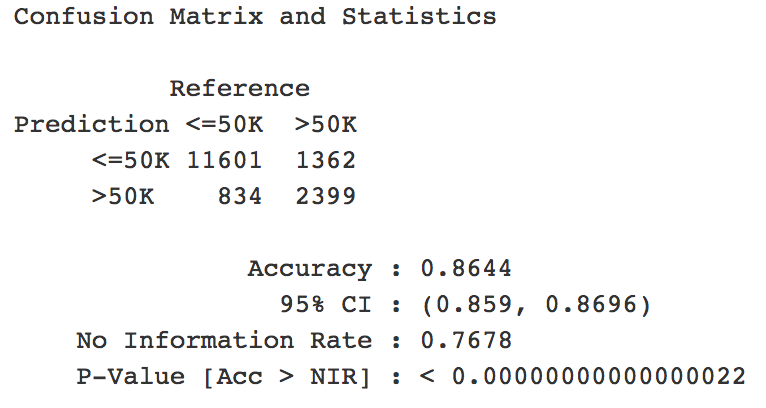 Confusion Matrix and Statistics
Reference
Prediction <=50K >50K
<=50K 11601 1362
>50K 834 2399
Accuracy : 0.8644
95% CI : (0.859, 0.8696)
No Information Rate : 0.7678
P-Value [Acc > NIR] : < 0.00000000000000022